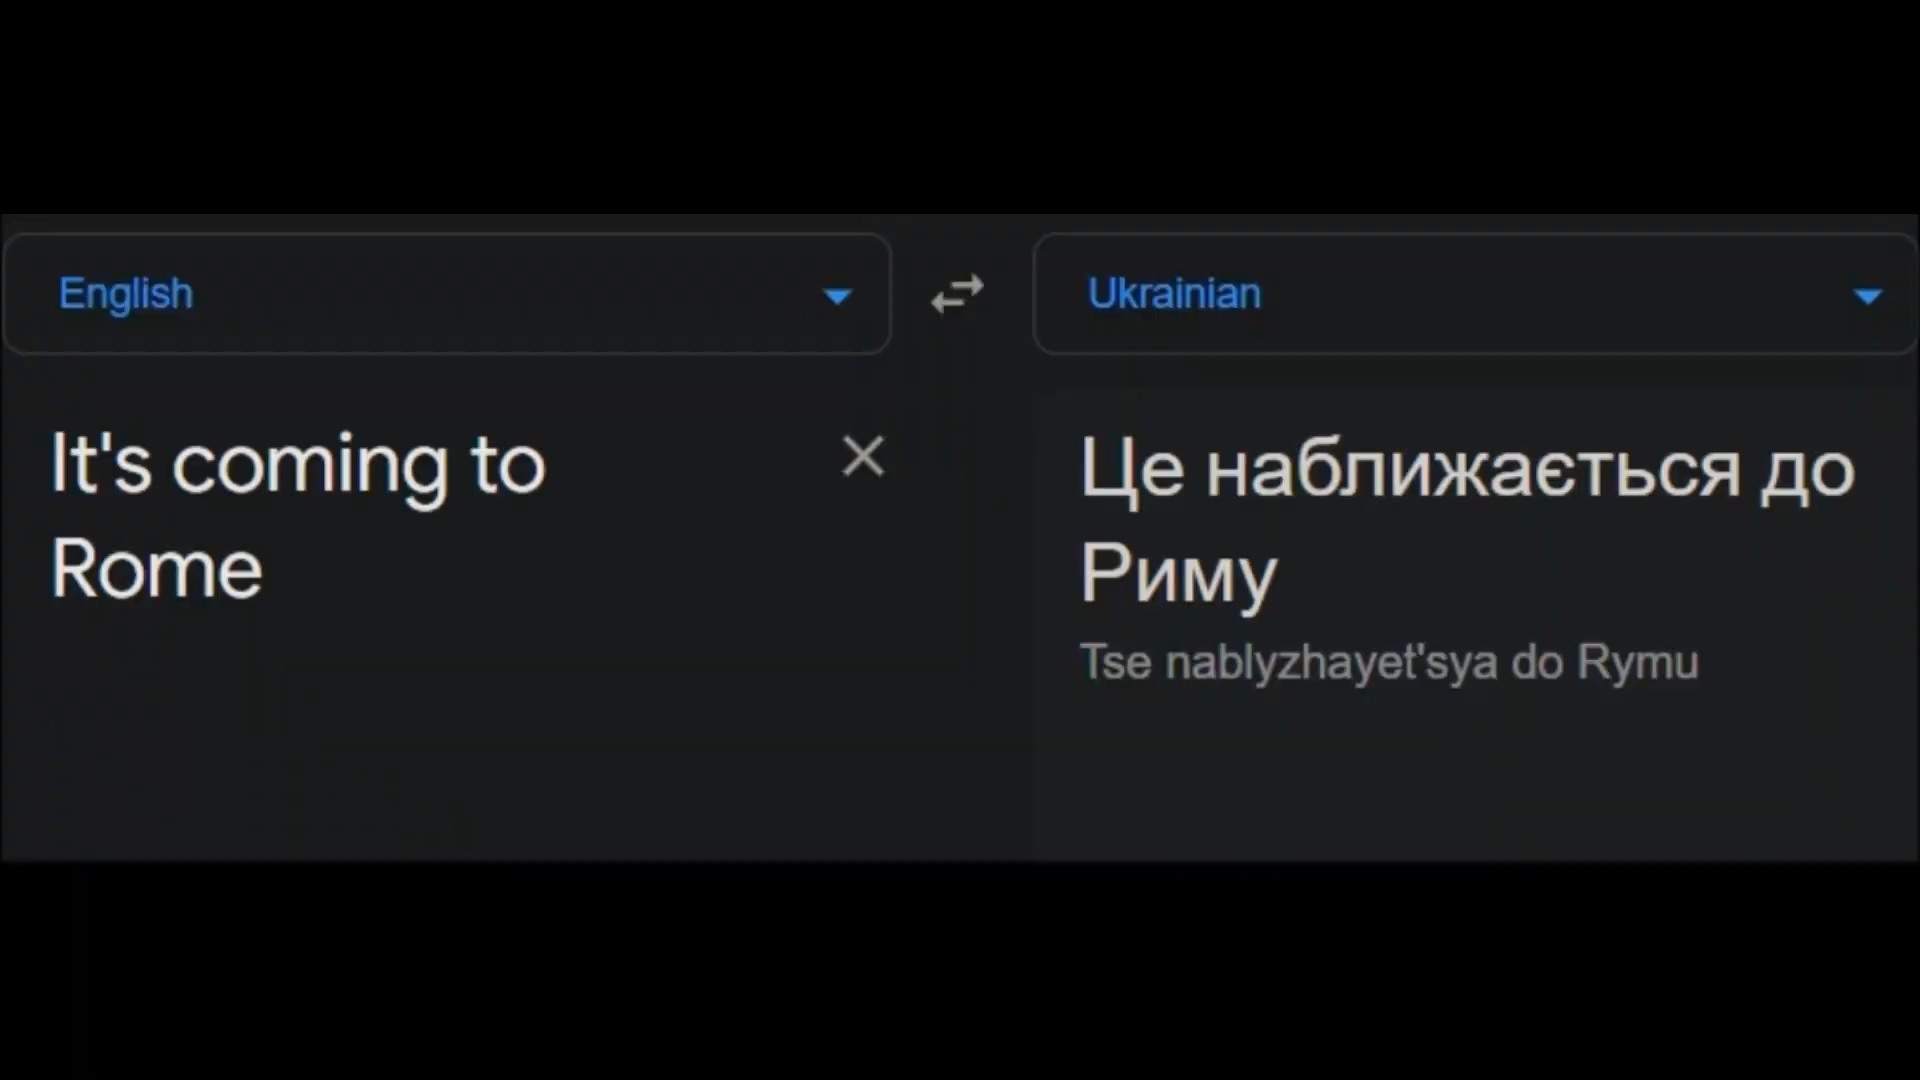 English
Ukrainian
It's coming to
Rome
Це наближається до
Риму
Tse nablyzhayet'sya do Rymu